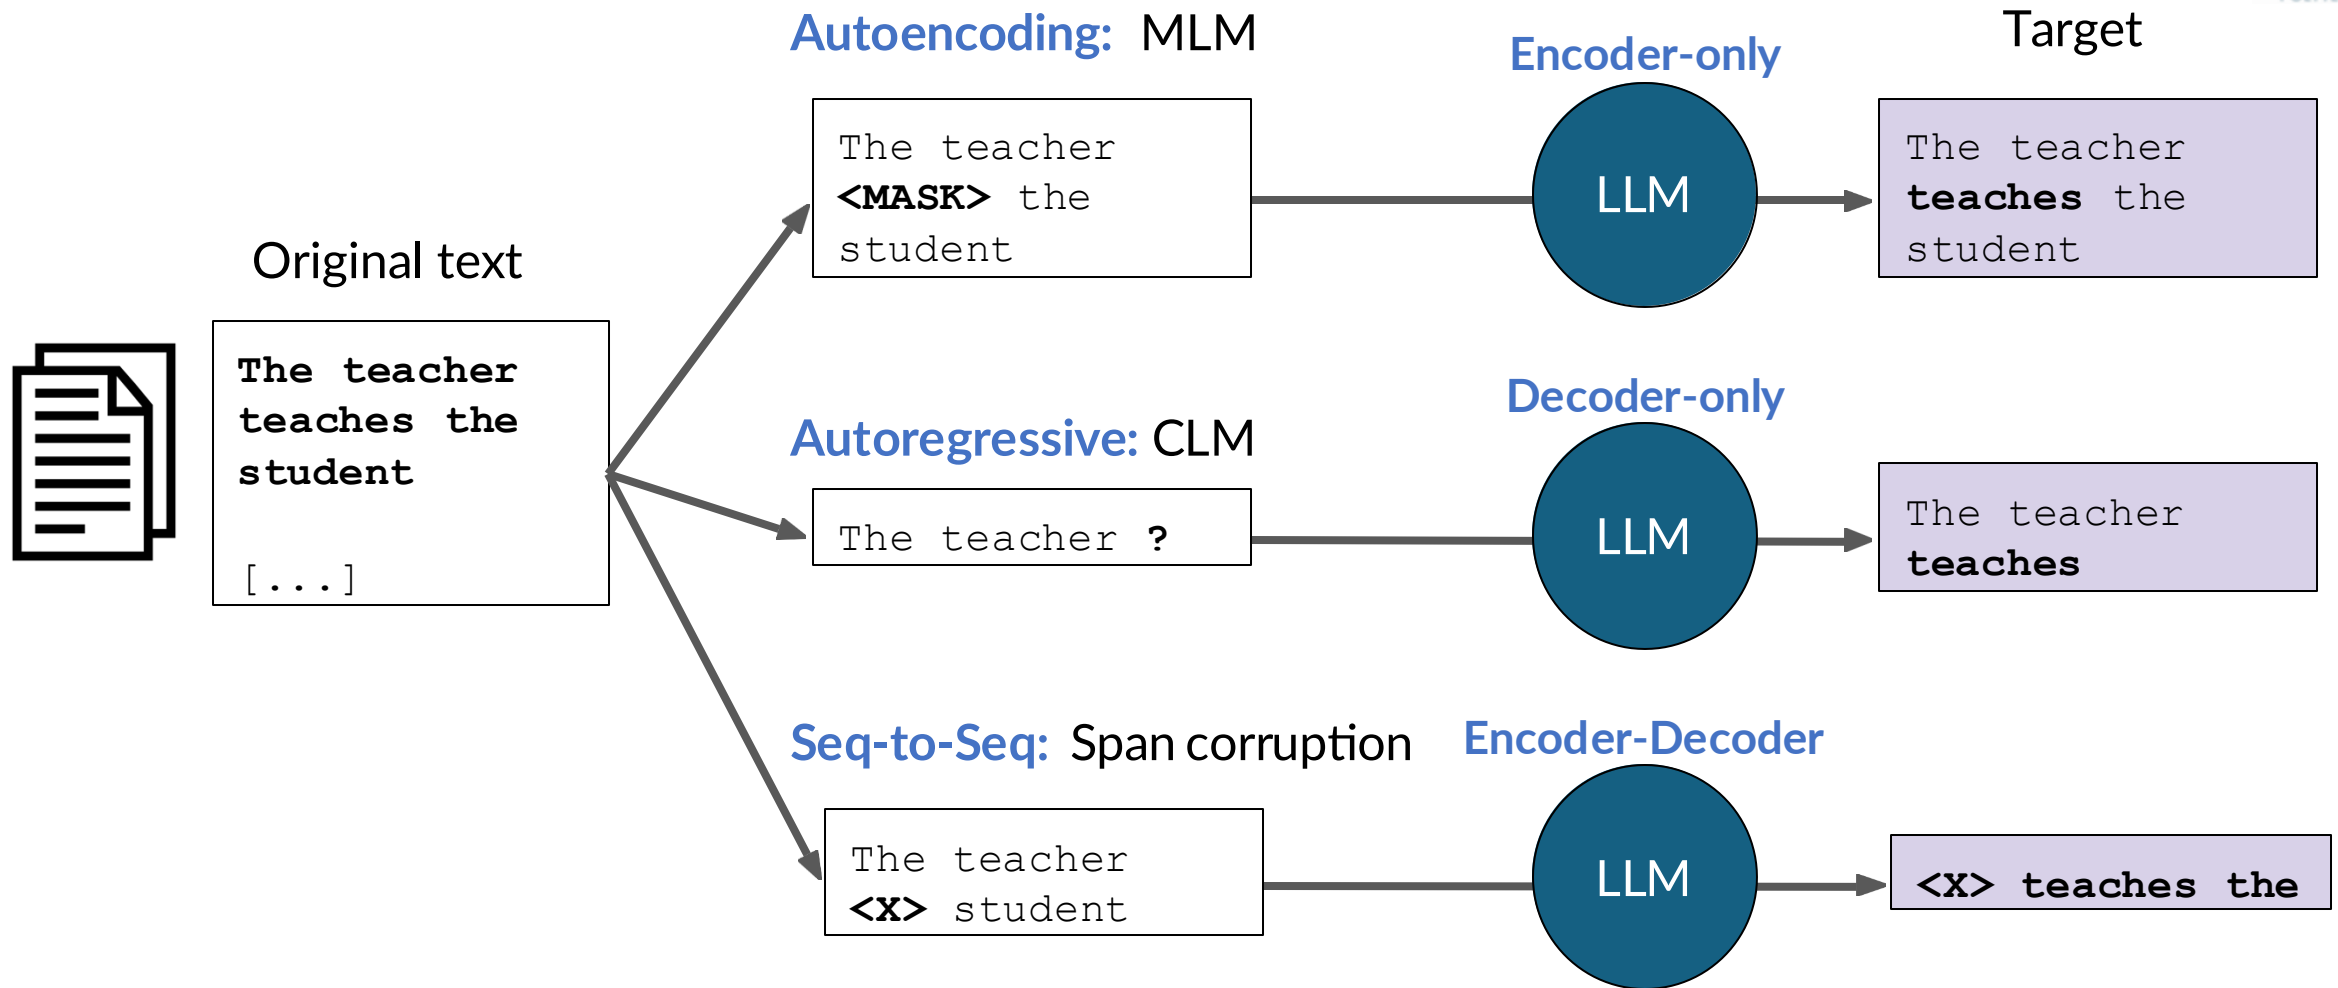 Original text
The teacher
teaches the
student
[...]
Autoencoding: MLM
The teacher
<MASK> the
student
Encoder-only
LLM
Target
The teacher
teaches the
student
Autoregressive: CLM
The teacher ?
Decoder-only
LLM
The teacher
teaches
Seq-to-Seq: Span corruption
The teacher
<X> student
Encoder-Decoder
LLM
<X> teaches the